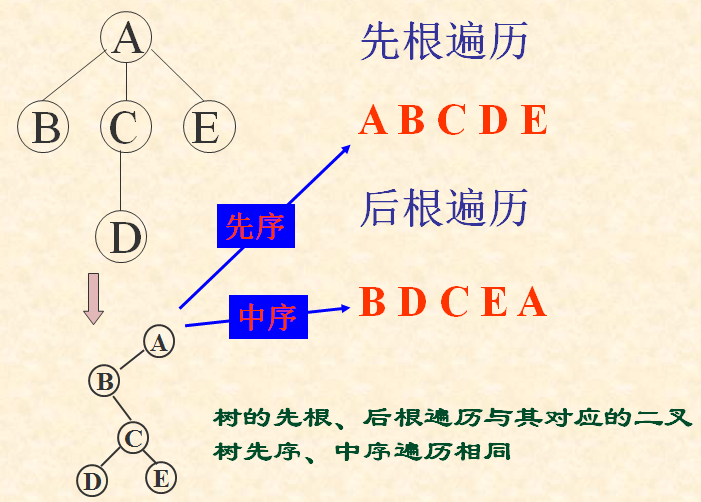 A
先根遍历
B C E
A B C D E
后根遍历
先序
D
B D C E A
中序
A
B
C
D E
树的先根、后根遍历与其对应的二叉
树先序、中序遍历相同